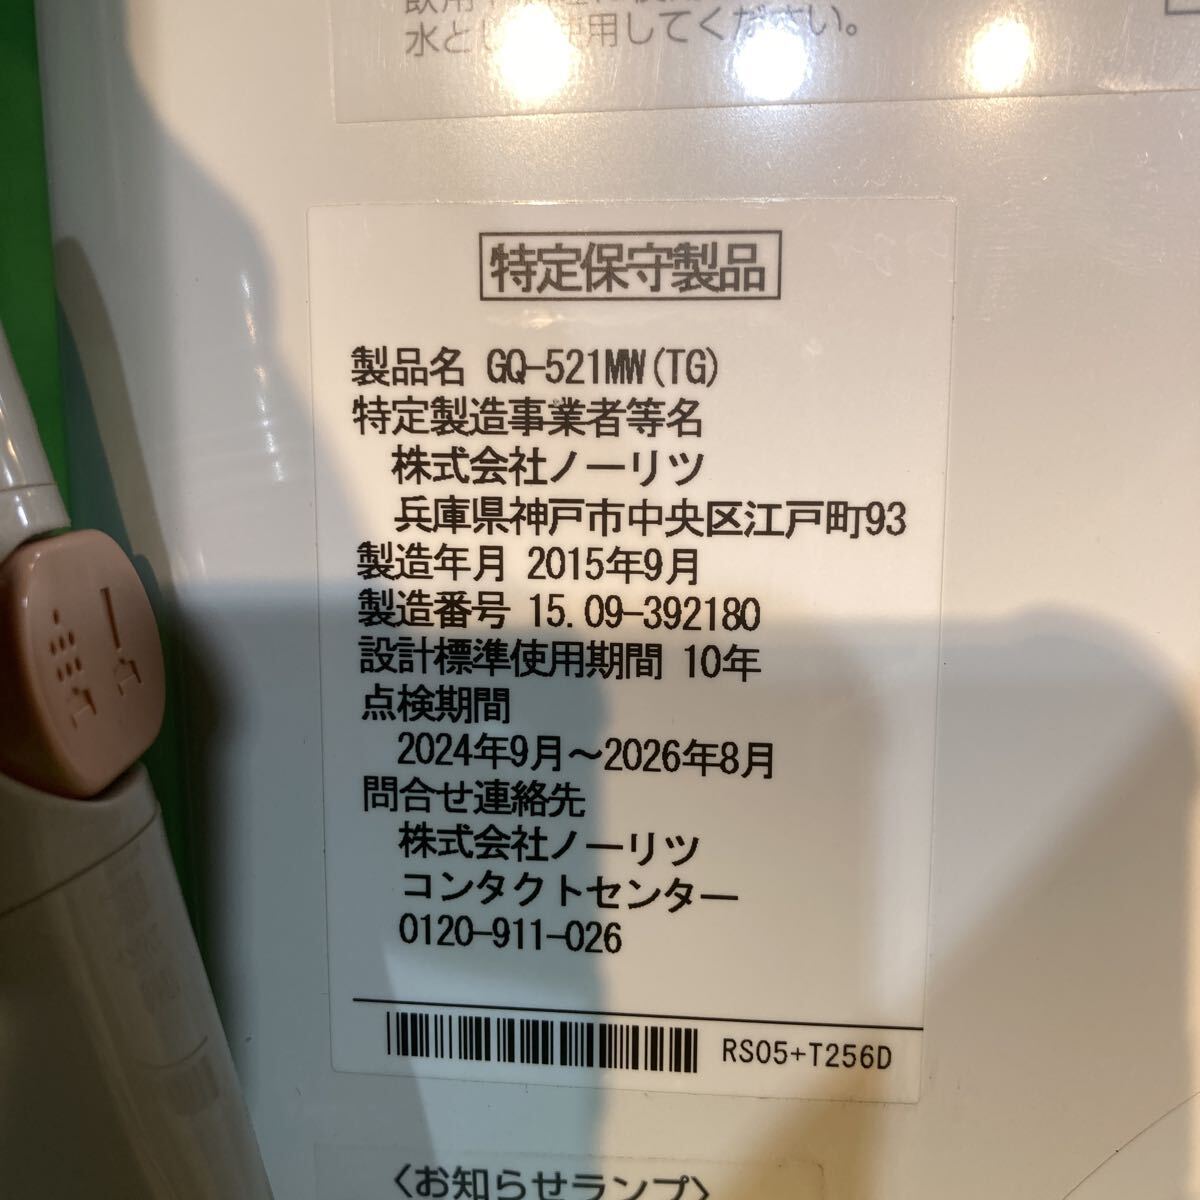 水として使用してください。
特定保守製品
製品名 GQ-521MW(TG)
特定製造事業者等名
株式会社ノーリツ
兵庫県神戸市中央区江戸町93
製造年月 2015年9月
製造番号 15.09-392180
設計標準使用期間 10年
点検期間
2024年9月～2026年8月
問合せ連絡先
株式会社ノーリツ
コンタクトセンター
0120-911-026
RS05+T256D
〈お知らせランプ〉